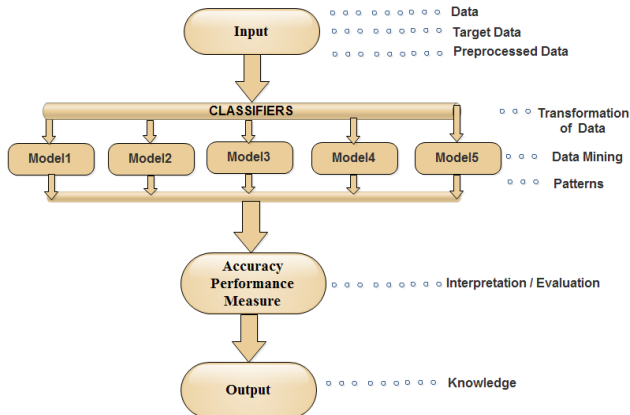 Input
Data
Target Data
Preprocessed Data
CLASSIFIERS
Transformation
of Data
Model1
Model2
Model3
Model4
Model5
Data Mining
Patterns
Accuracy
Performance
Measure
Interpretation / Evaluation
Output
Knowledge